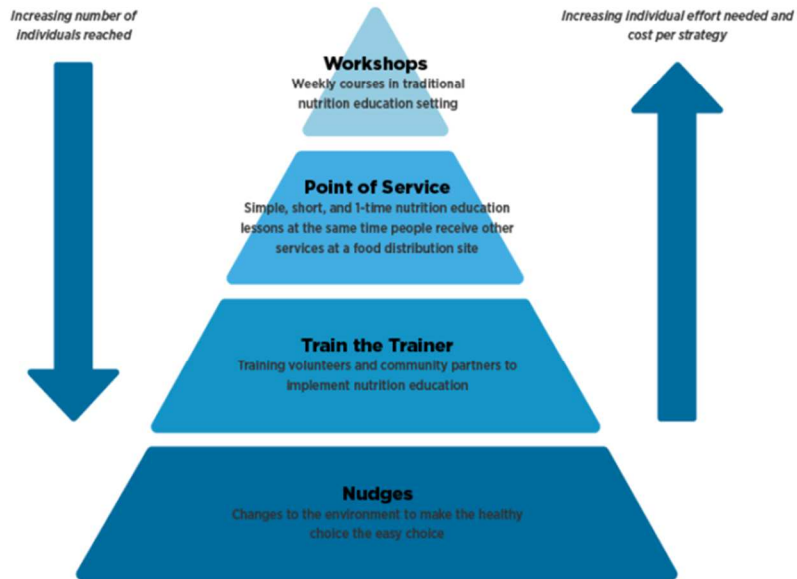 Increasing number of
individuals reached
Increasing individual effort needed and
cost per strategy
Workshops
Weekly courses in traditional
nutrition education setting
Point of Service
Simple, short, and 1-time nutrition education
lessons at the same time people receive other
services at a food distribution site
Train the Trainer
Training volunteers and community partners to
implement nutrition education
Nudges
Changes to the environment to make the healthy
choice the easy choice